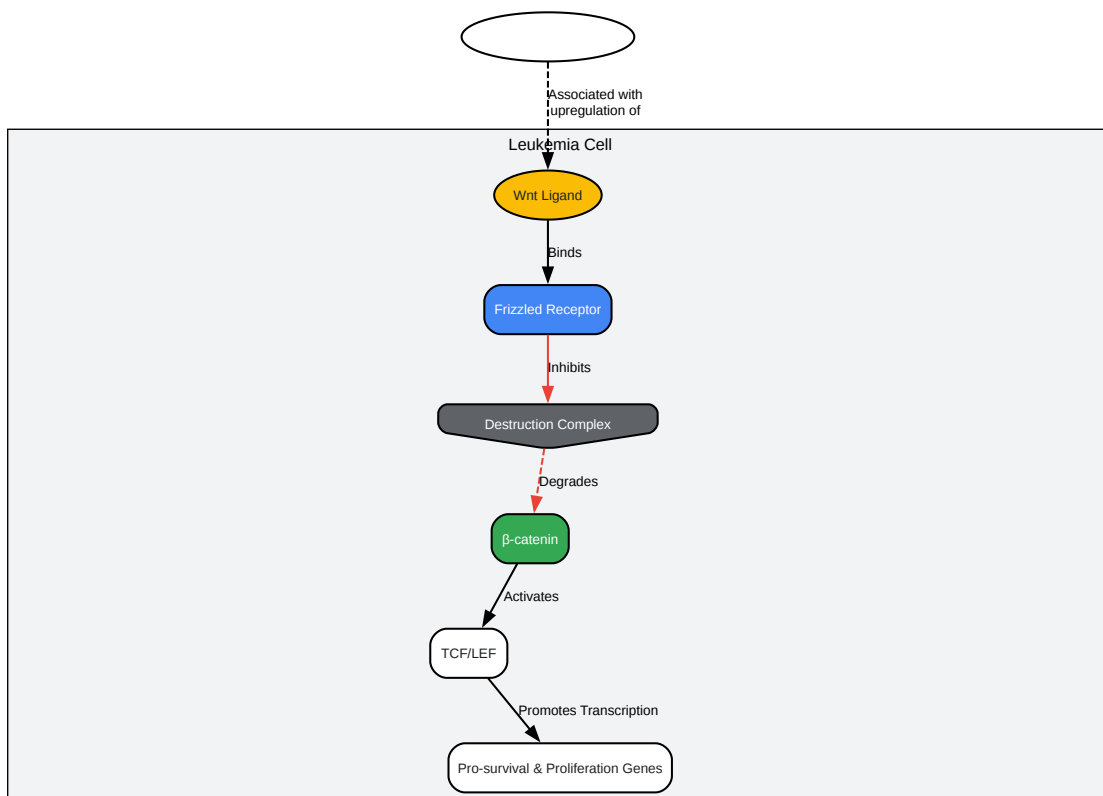 Associated with
upregulation of
Leukemia Cell
Wnt Ligand
Binds
Frizzled Receptor
Inhibits
Destruction Complex
Degrades
β-catenin
Activates
TCF/LEF
Promotes Transcription
Pro-survival & Proliferation Genes